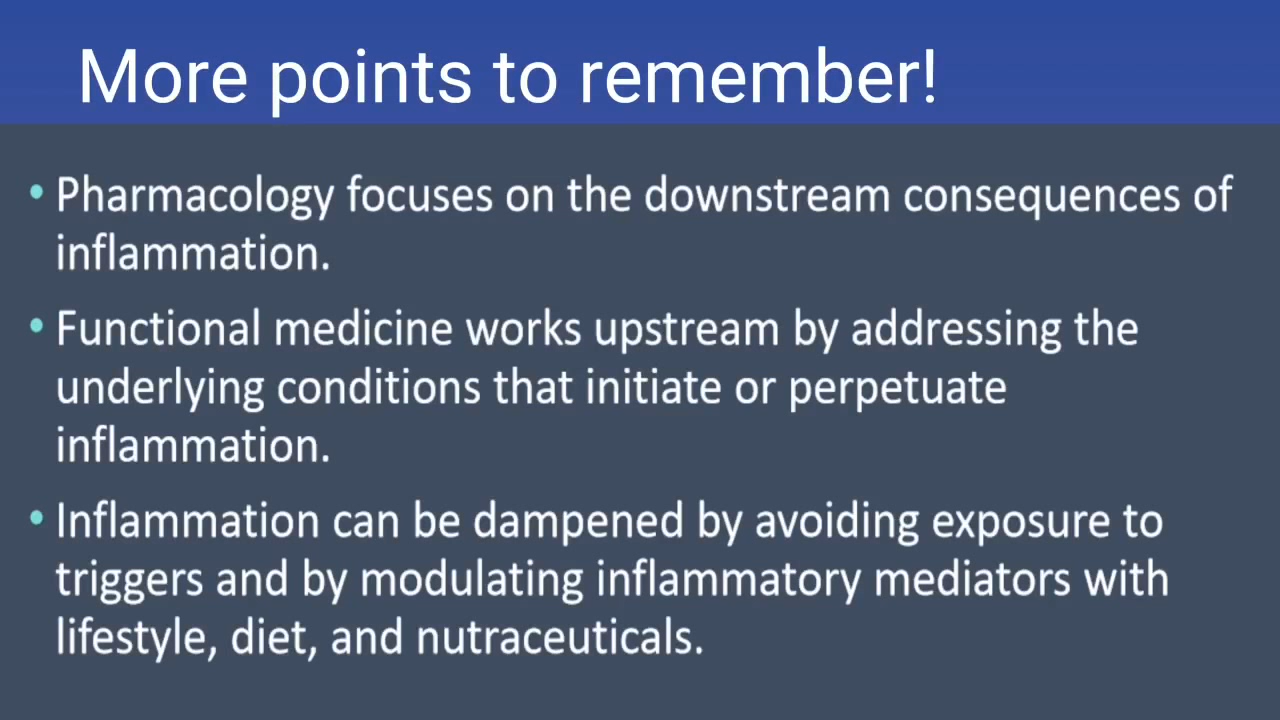 More points to remember!
• Pharmacology focuses on the downstream consequences of
inflammation.
• Functional medicine works upstream by addressing the
underlying conditions that initiate or perpetuate
inflammation.
• Inflammation can be dampened by avoiding exposure to
triggers and by modulating inflammatory mediators with
lifestyle, diet, and nutraceuticals.